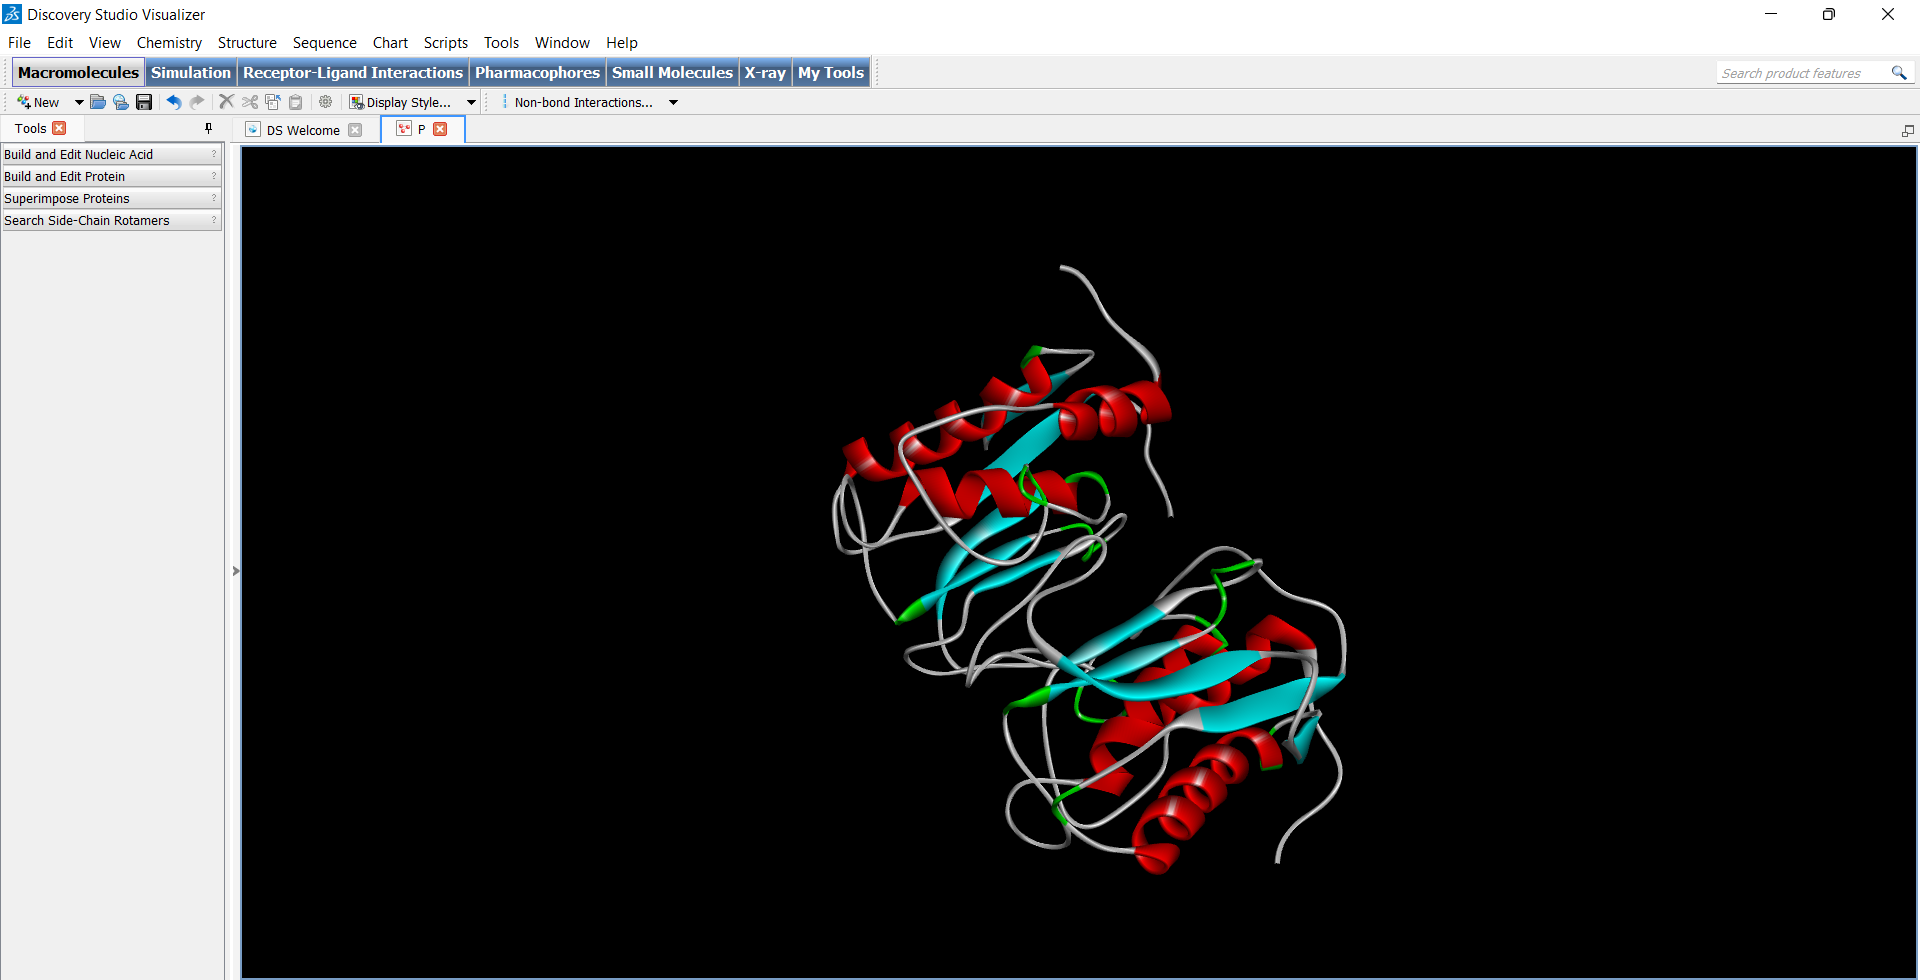 Discovery Studio Visualizer
File Edit View Chemistry Structure Sequence Chart Scripts Tools Window Help
Macromolecules Simulation Receptor-Ligand Interactions Pharmacophores Small Molecules X-ray My Tools Search product features
New Display Style... Non-bond Interactions...
Tools DS Welcome P
Build and Edit Nucleic Acid ?
Build and Edit Protein ?
Superimpose Proteins ?
Search Side-Chain Rotamers ?